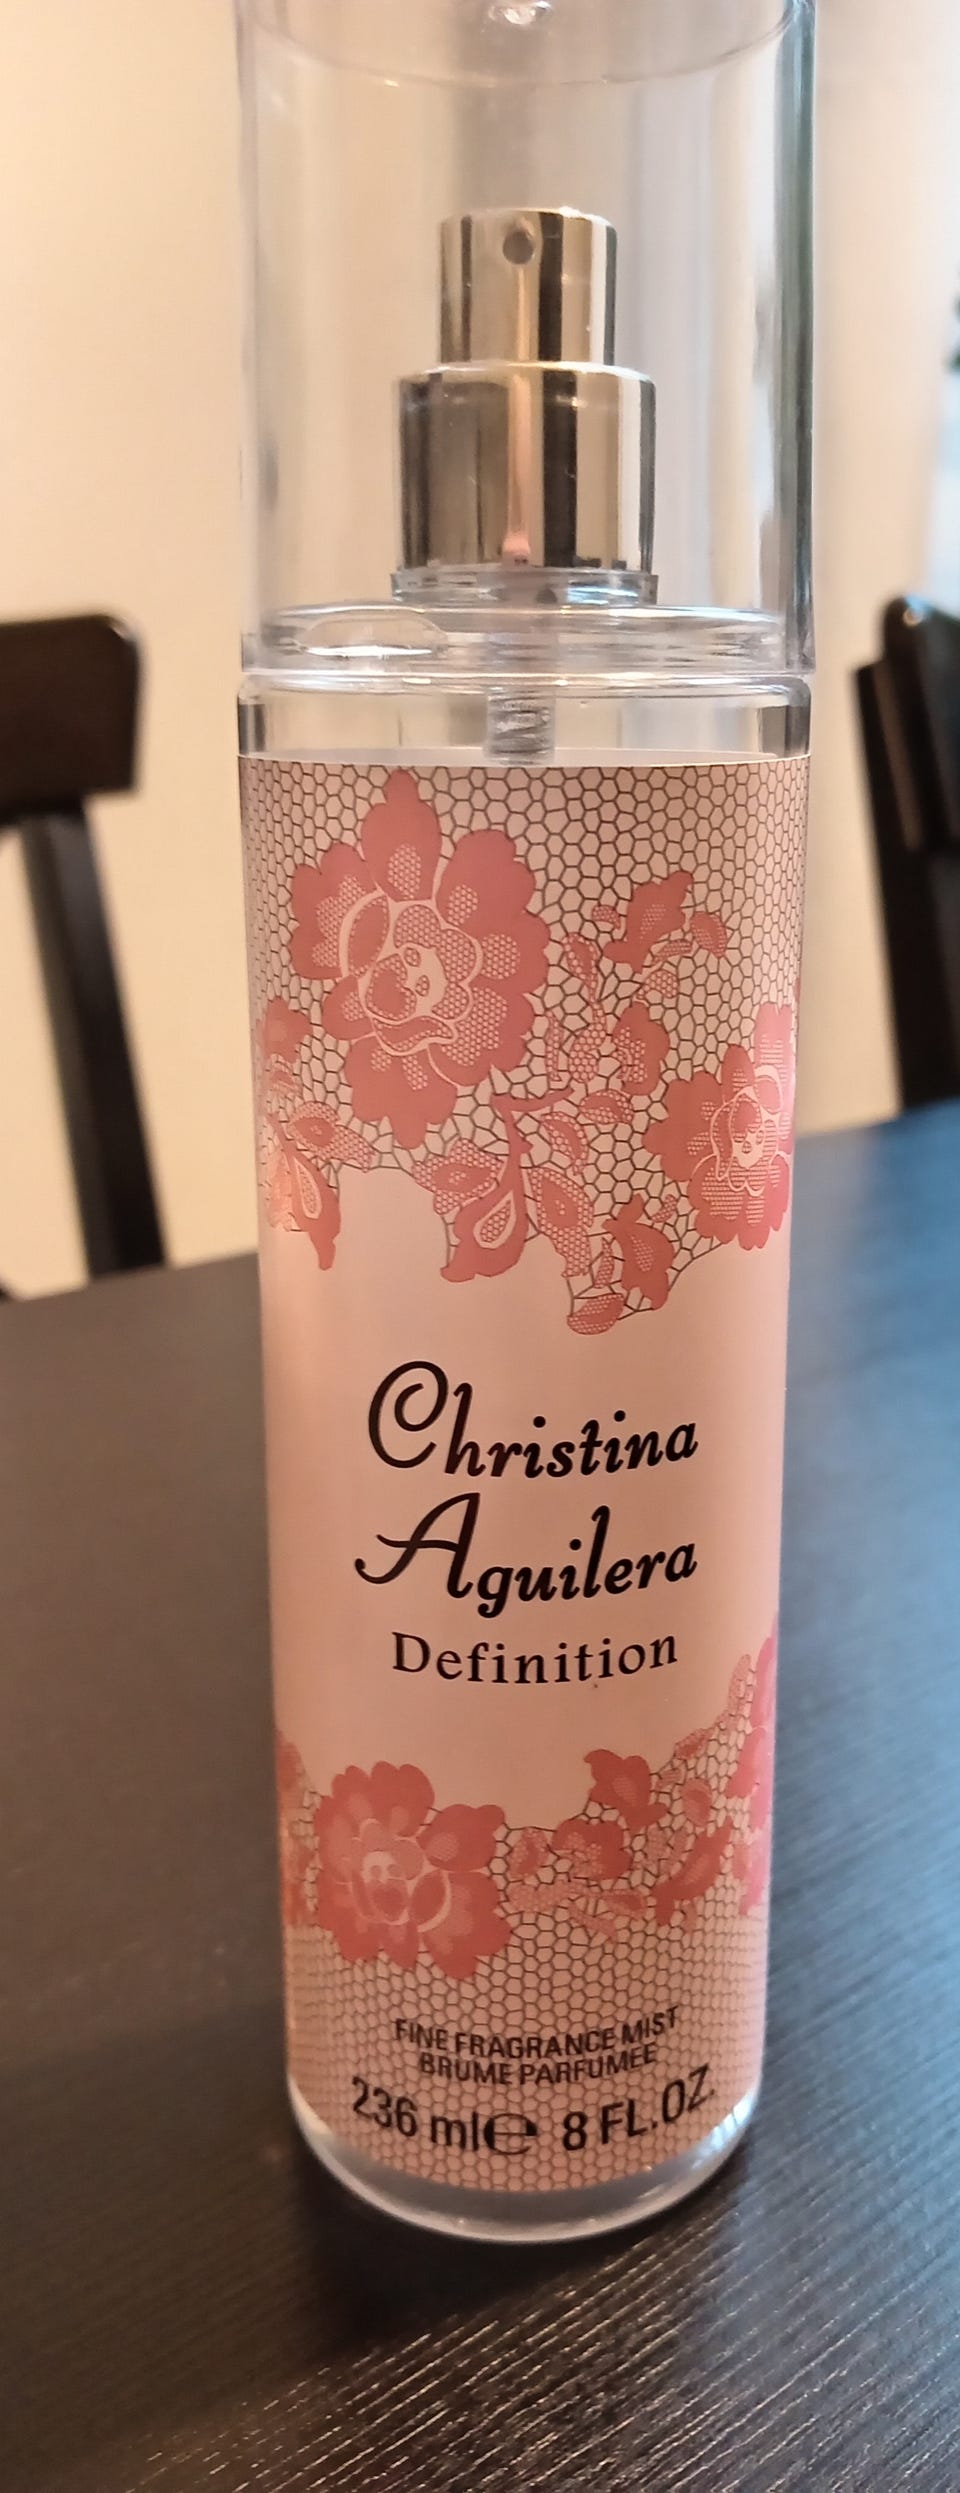 Christina
Aguilera
Definition
FINE FRAGRANCE MIST
BRUME PARFUMEE
236 ml℮ 8 FL.OZ.